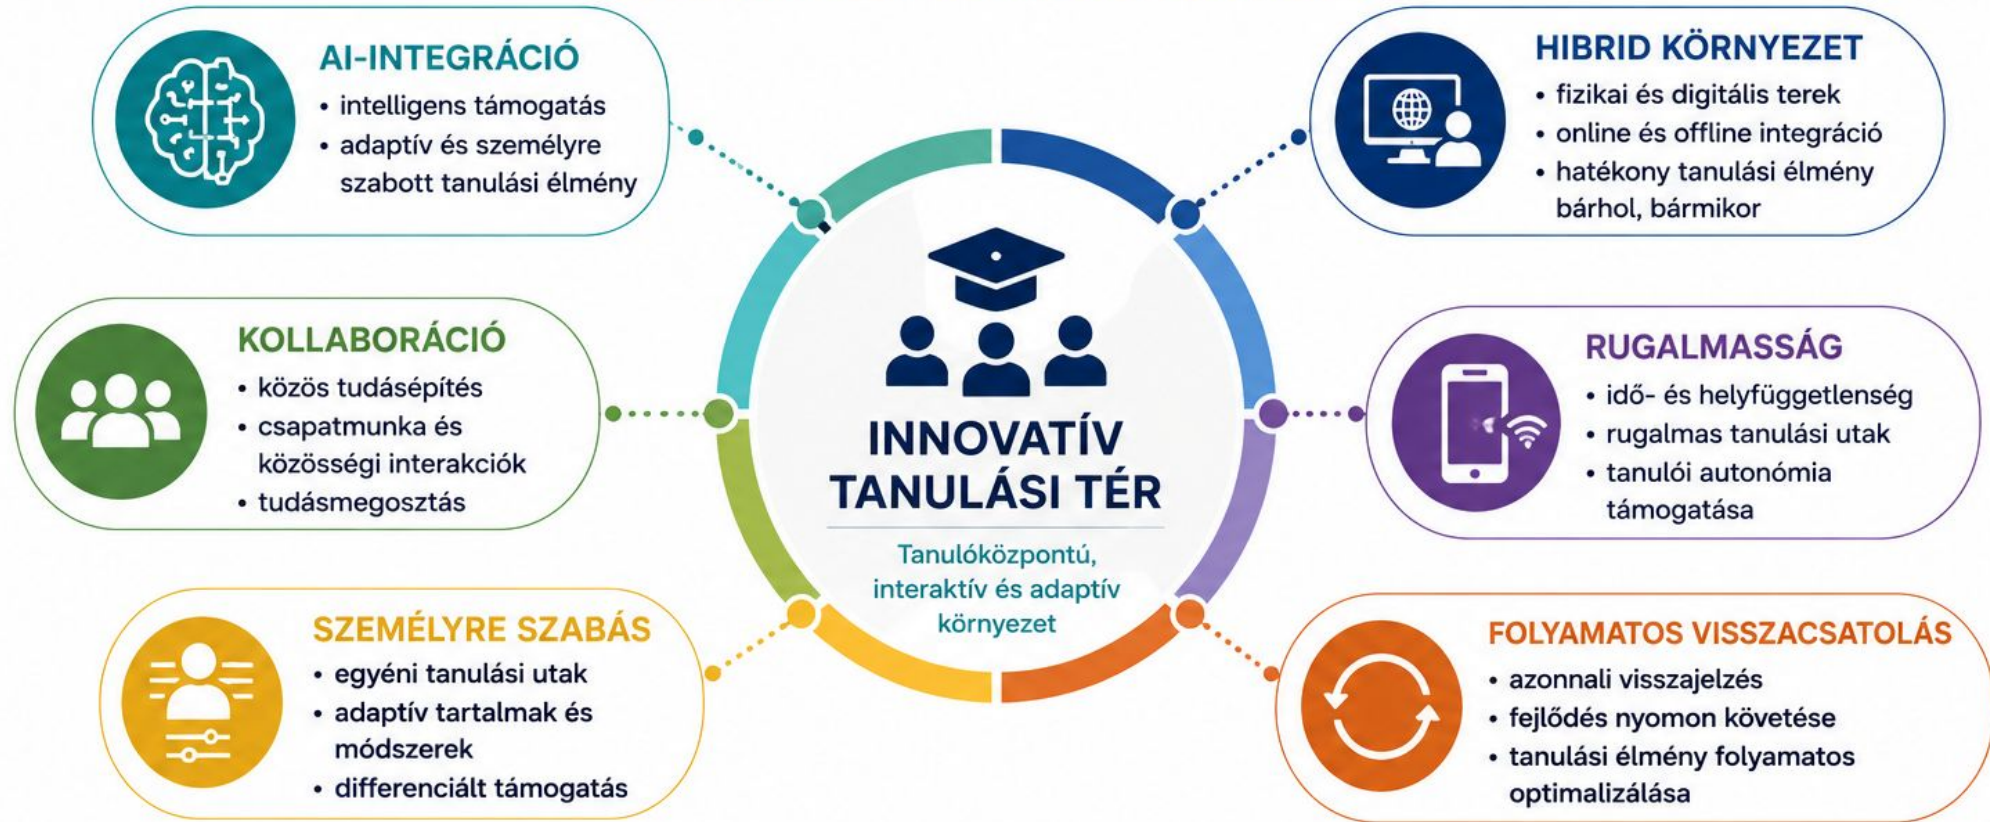 AI-INTEGRÁCIÓ
• intelligens támogatás
• adaptív és személyre
szabott tanulási élmény
HIBRID KÖRNYEZET
• fizikai és digitális terek
• online és offline integráció
• hatékony tanulási élmény
bárhol, bármikor
KOLLABORÁCIÓ
• közös tudásépítés
• csapatmunka és
közösségi interakciók
• tudásmegosztás
INNOVATÍV
TANULÁSI TÉR
Tanulóközpontú,
interaktív és adaptív
környezet
RUGALMASSÁG
• idő- és helyfüggetlenség
• rugalmas tanulási utak
• tanulói autonómia
támogatása
SZEMÉLYRE SZABÁS
• egyéni tanulási utak
• adaptív tartalmak és
módszerek
• differenciált támogatás
FOLYAMATOS VISSZACSATOLÁS
• azonnali visszajelzés
• fejlődés nyomon követése
• tanulási élmény folyamatos
optimalizálása